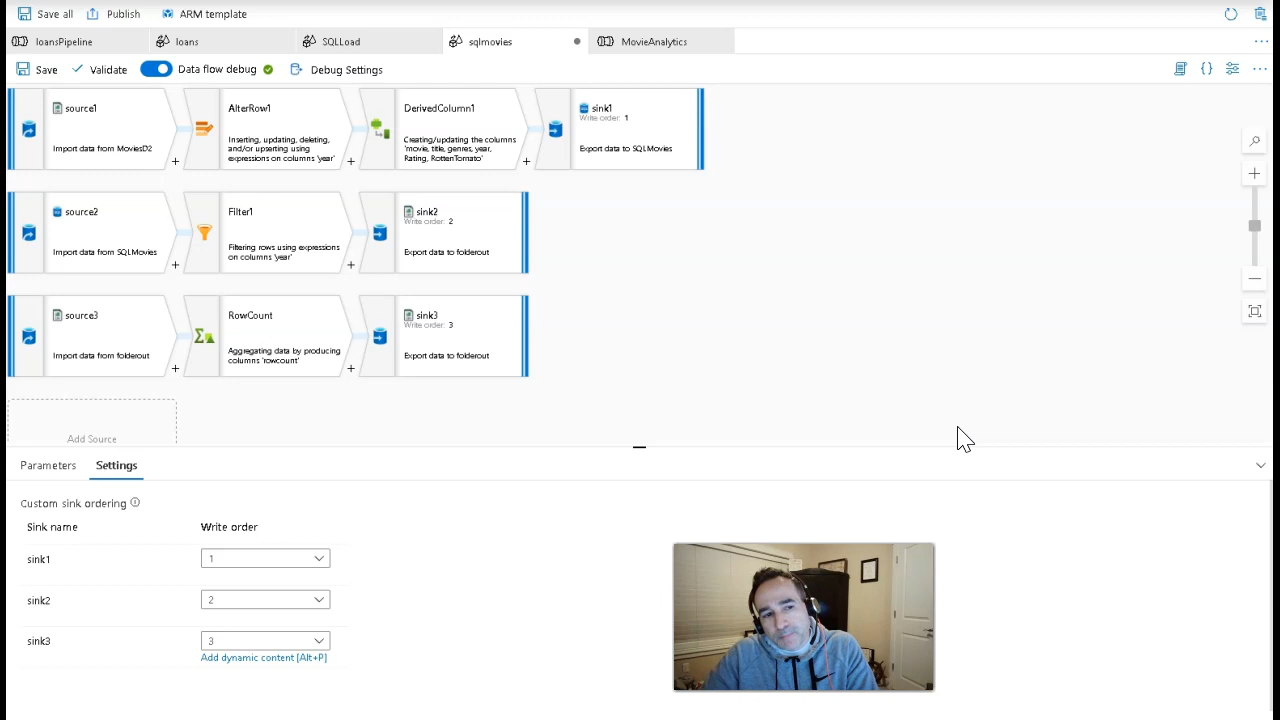 Save all Publish ARM template
loansPipeline loans SQLLoad sqlmovies MovieAnalytics
Save Validate Data flow debug Debug Settings
source1
Import data from MoviesD2
AlterRow1
Inserting, updating, deleting,
and/or upserting using
expressions on columns 'year'
DerivedColumn1
Creating/updating the columns
'movie, title, genres, year,
Rating, RottenTomato'
sink1
Write order: 1
Export data to SQLMovies
source2
Import data from SQLMovies
Filter1
Filtering rows using expressions
on columns 'year'
sink2
Write order: 2
Export data to folderout
source3
Import data from folderout
RowCount
Aggregating data by producing
columns 'rowcount'
sink3
Write order: 3
Export data to folderout
Add Source
Parameters Settings
Custom sink ordering
Sink name Write order
sink1 1
sink2 2
sink3 3
Add dynamic content [Alt+P]